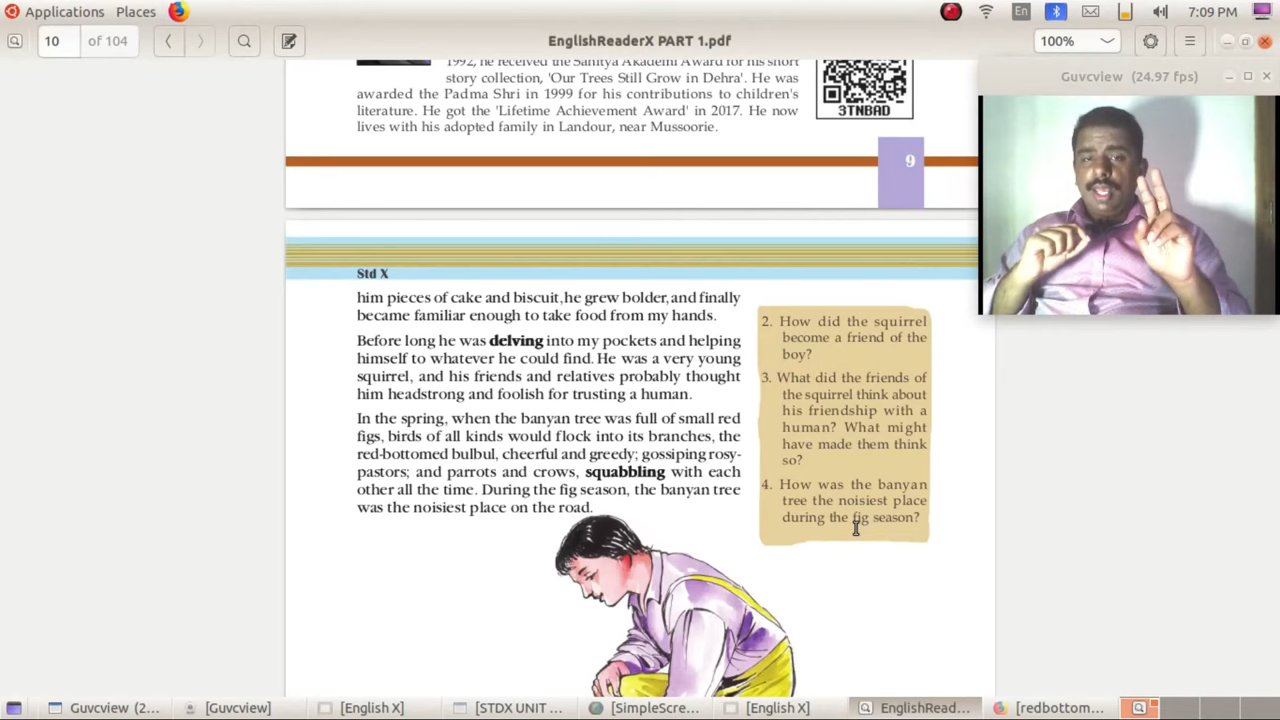 Applications Places En 7:09 PM
10 of 104 EnglishReaderX PART 1.pdf 100%
Guvcview (24.97 fps)
1992, he received the Sahitya Akademi Award for his short
story collection, 'Our Trees Still Grow in Dehra'. He was
awarded the Padma Shri in 1999 for his contributions to children's
literature. He got the 'Lifetime Achievement Award' in 2017. He now
lives with his adopted family in Landour, near Mussoorie.
3TNBAD
9
Std X
him pieces of cake and biscuit, he grew bolder, and finally
became familiar enough to take food from my hands.
Before long he was delving into my pockets and helping
himself to whatever he could find. He was a very young
squirrel, and his friends and relatives probably thought
him headstrong and foolish for trusting a human.
In the spring, when the banyan tree was full of small red
figs, birds of all kinds would flock into its branches, the
red-bottomed bulbul, cheerful and greedy; gossiping rosy-
pastors; and parrots and crows, squabbling with each
other all the time. During the fig season, the banyan tree
was the noisiest place on the road.
2. How did the squirrel
become a friend of the
boy?
3. What did the friends of
the squirrel think about
his friendship with a
human? What might
have made them think
so?
4. How was the banyan
tree the noisiest place
during the fig season?
Guvcview (2... [Guvcview] [English X] [STDX UNIT ... [SimpleScre... [English X] EnglishRead... [redbottom...